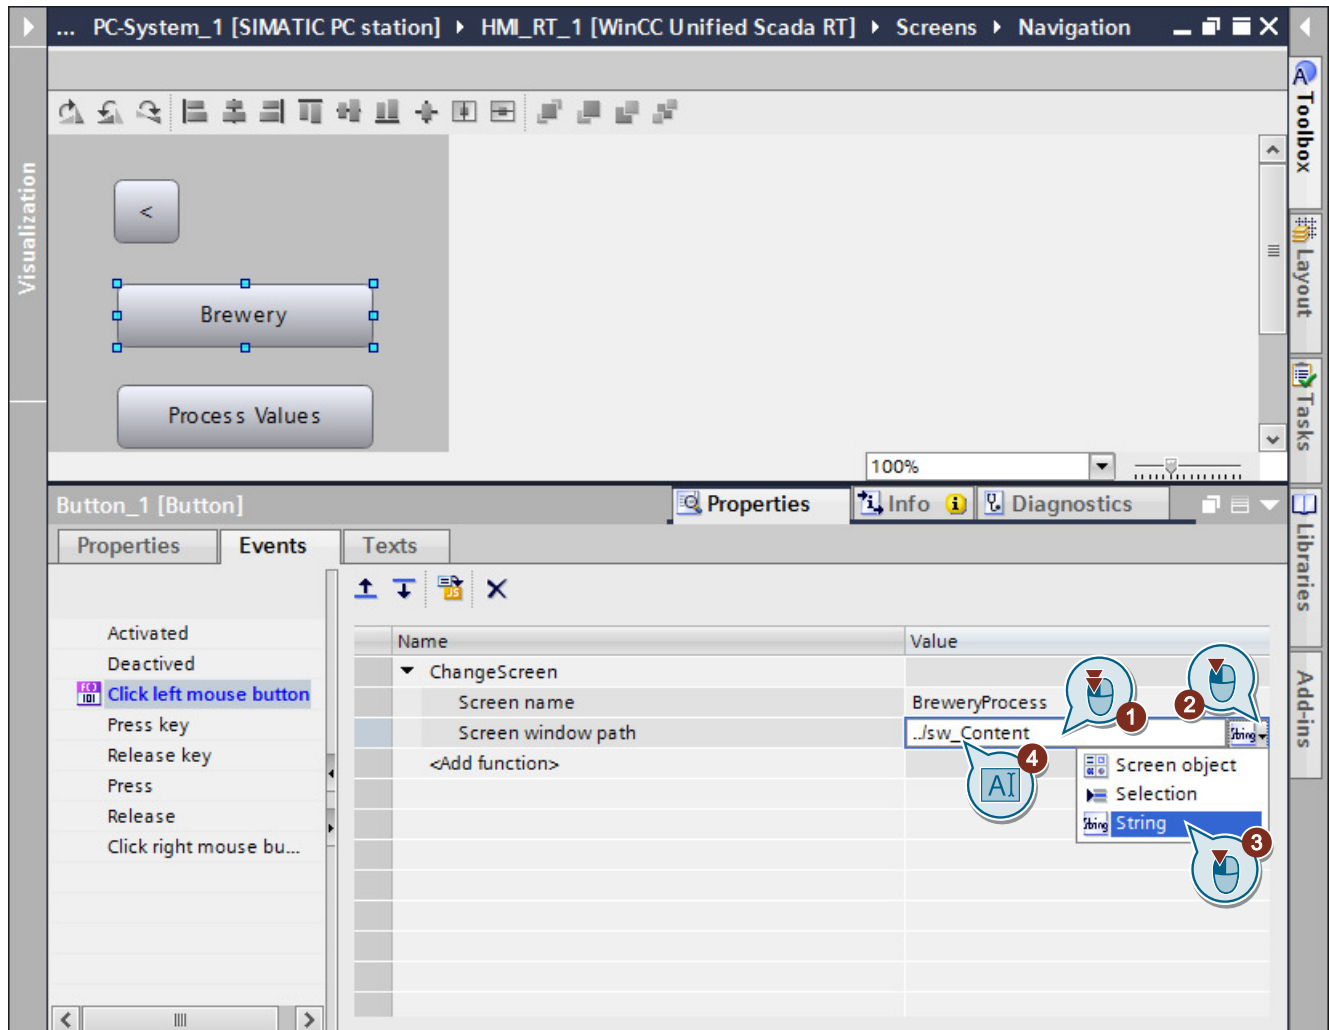 ... PC-System_1 [SIMATIC PC station] HMI_RT_1 [WinCC Unified Scada RT] Screens Navigation
Visualization
<
Brewery
Process Values
100%
Toolbox
Layout
Tasks
Libraries
Add-ins
Button_1 [Button]
Properties Info Diagnostics
Properties Events Texts
Activated
Deactived
Click left mouse button
Press key
Release key
Press
Release
Click right mouse bu...
Name Value
ChangeScreen
Screen name BreweryProcess
Screen window path ../sw_Content String
<Add function>
Screen object
Selection
String String
1
2
3
4
A